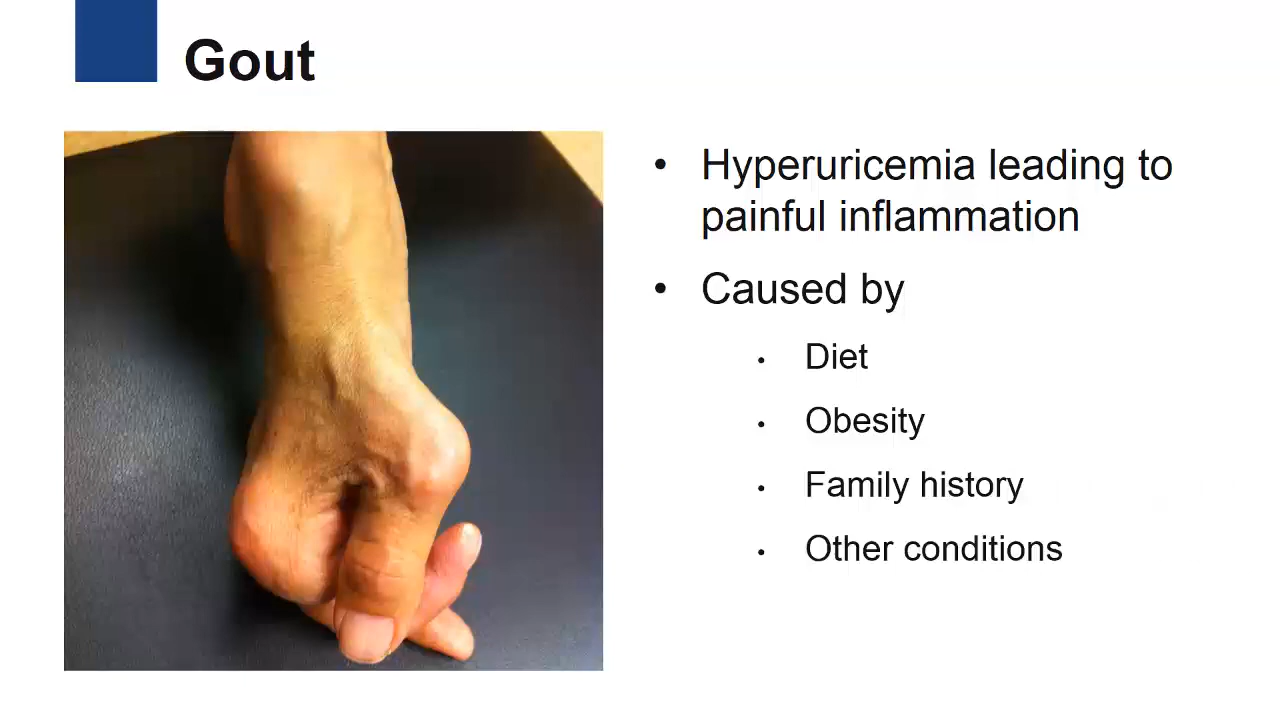 Gout
• Hyperuricemia leading to
painful inflammation
• Caused by
• Diet
• Obesity
• Family history
• Other conditions